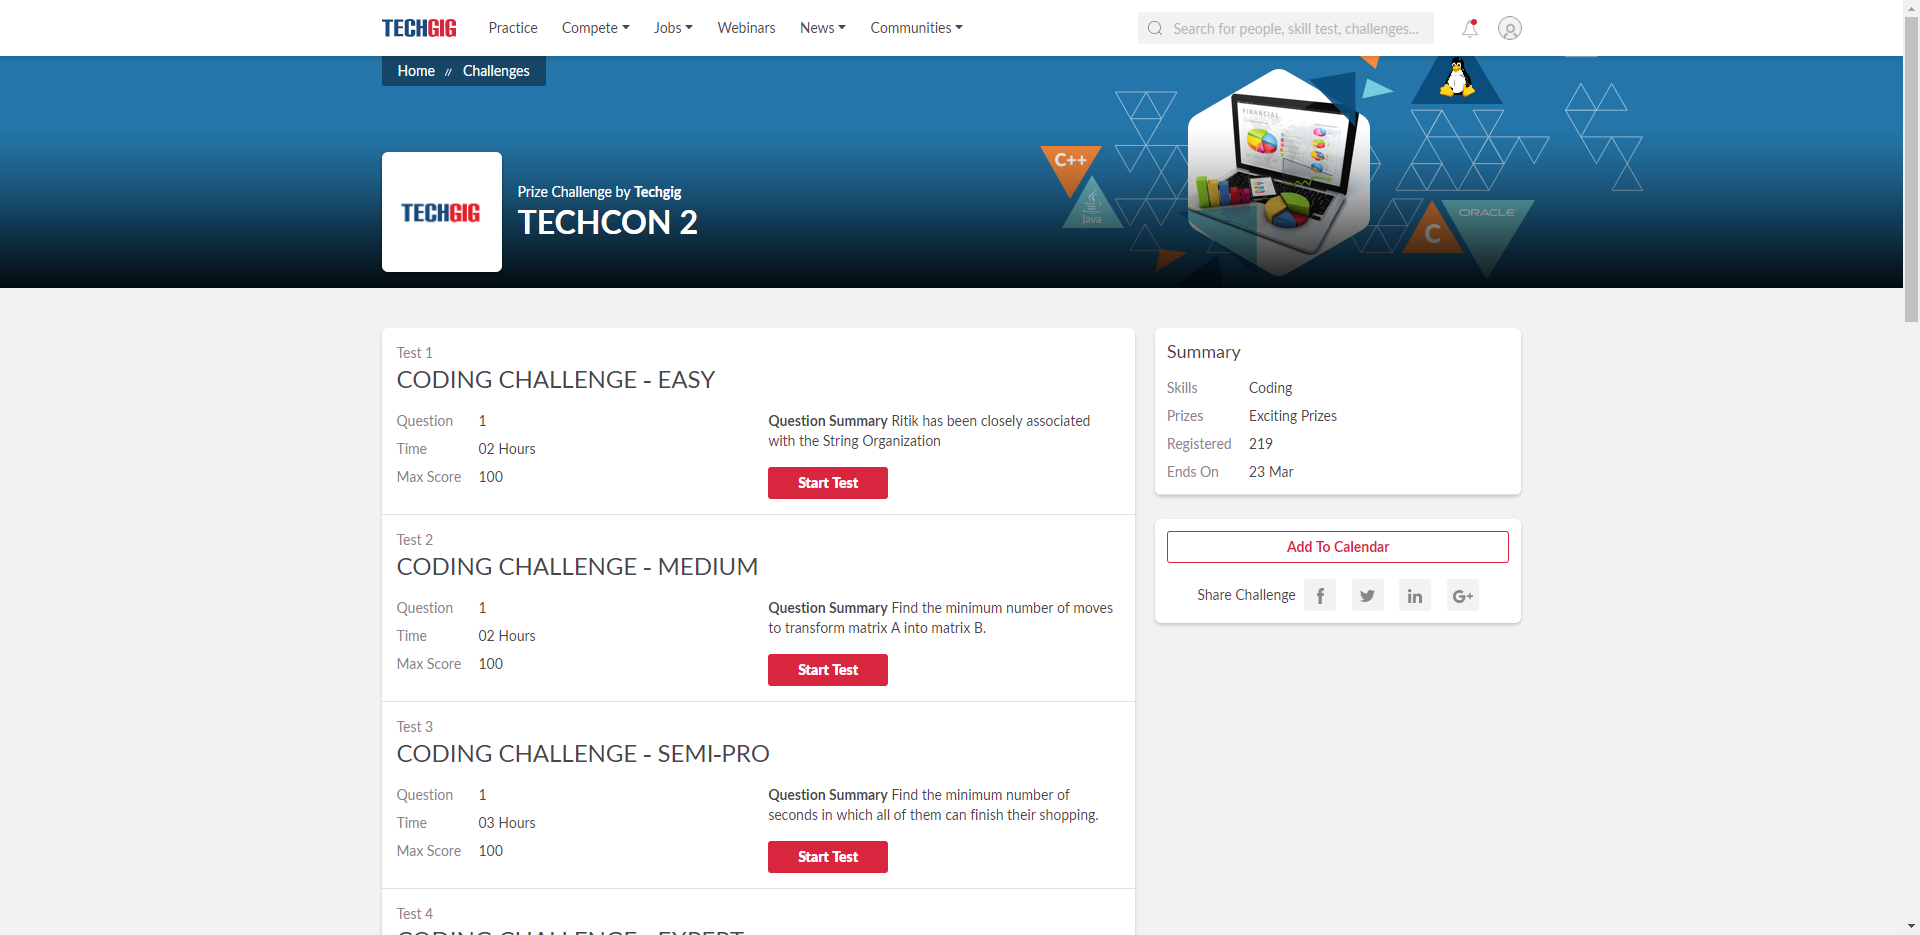 TECHGIG Practice Compete Jobs Webinars News Communities Search for people, skill test, challenges...
Home // Challenges
FINANCIAL
C++
Java
ORACLE
C
TECHGIG
Prize Challenge by Techgig
TECHCON 2
Test 1
CODING CHALLENGE - EASY
Question 1
Time 02 Hours
Max Score 100
Question Summary Ritik has been closely associated
with the String Organization
Start Test
Test 2
CODING CHALLENGE - MEDIUM
Question 1
Time 02 Hours
Max Score 100
Question Summary Find the minimum number of moves
to transform matrix A into matrix B.
Start Test
Test 3
CODING CHALLENGE - SEMI-PRO
Question 1
Time 03 Hours
Max Score 100
Question Summary Find the minimum number of
seconds in which all of them can finish their shopping.
Start Test
Test 4
CODING CHALLENGE - EXPERT
Summary
Skills Coding
Prizes Exciting Prizes
Registered 219
Ends On 23 Mar
Add To Calendar
Share Challenge f in G+